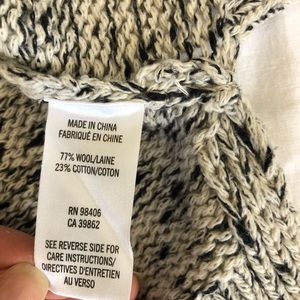 MADE IN CHINA
FABRIQUÉ EN CHINE
77% WOOL/LAINE
23% COTTON/COTON
RN 98406
CA 39862
SEE REVERSE SIDE FOR
CARE INSTRUCTIONS/
DIRECTIVES D'ENTRETIEN
AU VERSO